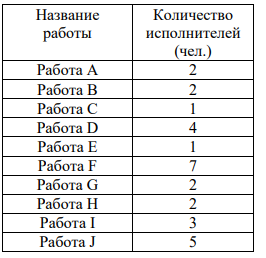 Название работы Количество исполнителей (чел.)
Работа A 2
Работа B 2
Работа C 1
Работа D 4
Работа E 1
Работа F 7
Работа G 2
Работа H 2
Работа I 3
Работа J 5